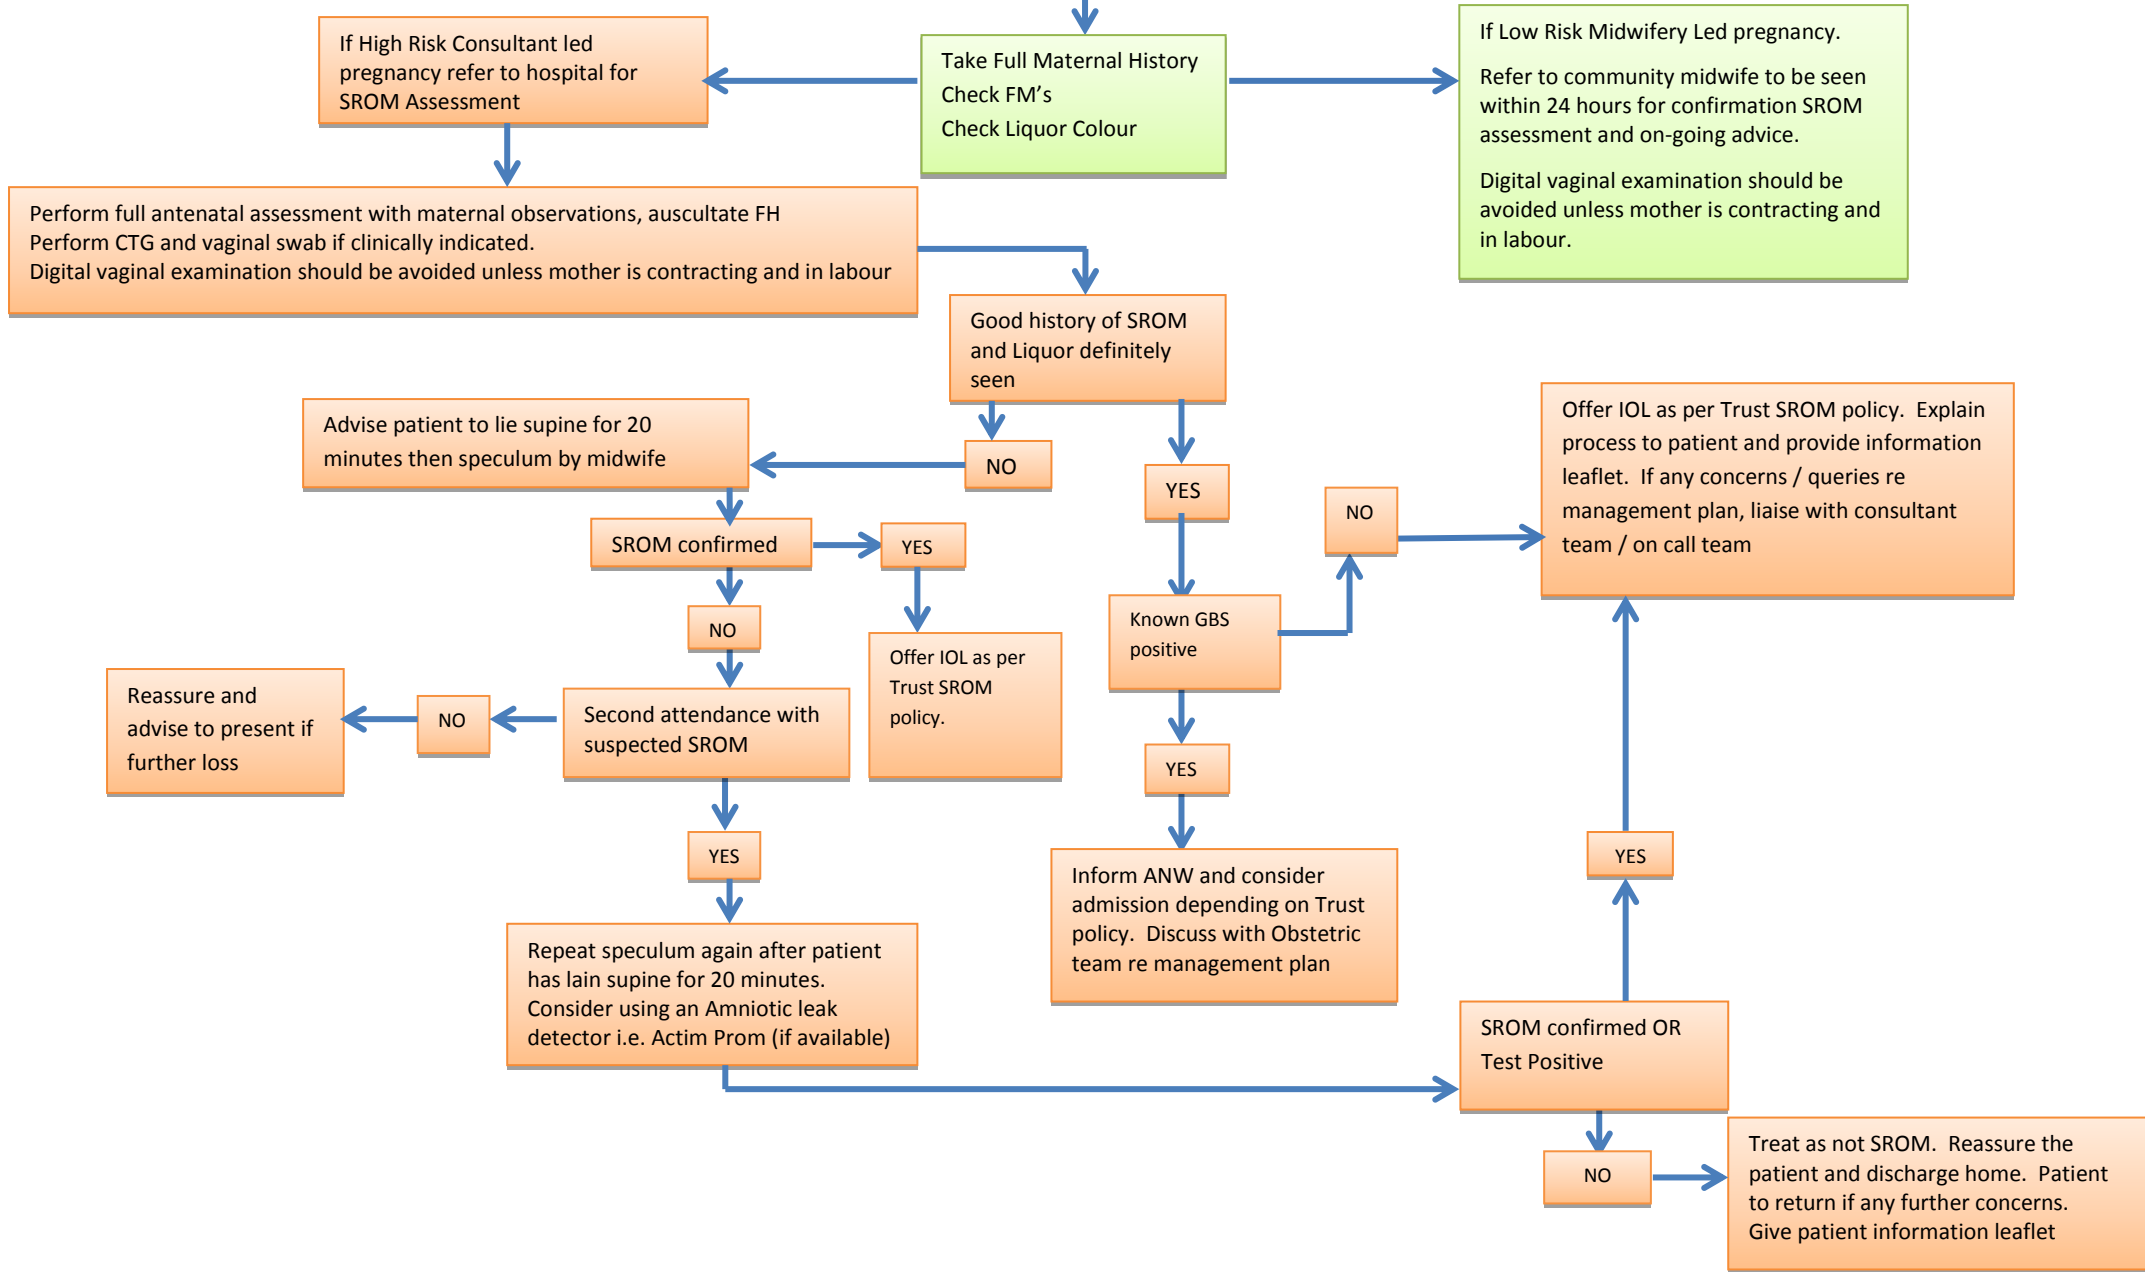 If High Risk Consultant led
pregnancy refer to hospital for
SROM Assessment
Take Full Maternal History
Check FM’s
Check Liquor Colour
If Low Risk Midwifery Led pregnancy.
Refer to community midwife to be seen
within 24 hours for confirmation SROM
assessment and on-going advice.
Digital vaginal examination should be
avoided unless mother is contracting and
in labour.
Perform full antenatal assessment with maternal observations, auscultate FH
Perform CTG and vaginal swab if clinically indicated.
Digital vaginal examination should be avoided unless mother is contracting and in labour
Good history of SROM
and Liquor definitely
seen
Advise patient to lie supine for 20
minutes then speculum by midwife
NO
YES
NO
Offer IOL as per Trust SROM policy.  Explain
process to patient and provide information
leaflet.  If any concerns / queries re
management plan, liaise with consultant
team / on call team
SROM confirmed
YES
NO
Offer IOL as per
Trust SROM
policy.
Known GBS
positive
Reassure and
advise to present if
further loss
NO
Second attendance with
suspected SROM
YES
YES
YES
Inform ANW and consider
admission depending on Trust
policy.  Discuss with Obstetric
team re management plan
Repeat speculum again after patient
has lain supine for 20 minutes.
Consider using an Amniotic leak
detector i.e. Actim Prom (if available)
SROM confirmed OR
Test Positive
NO
Treat as not SROM.  Reassure the
patient and discharge home.  Patient
to return if any further concerns.
Give patient information leaflet